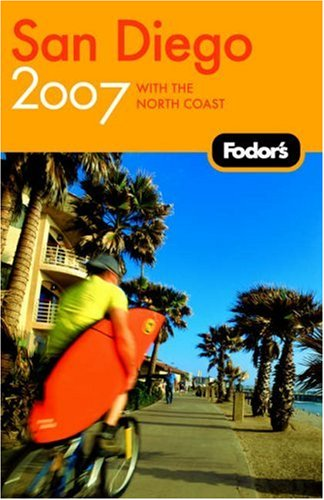 San Diego
2007
WITH THE
NORTH COAST
Fodor's